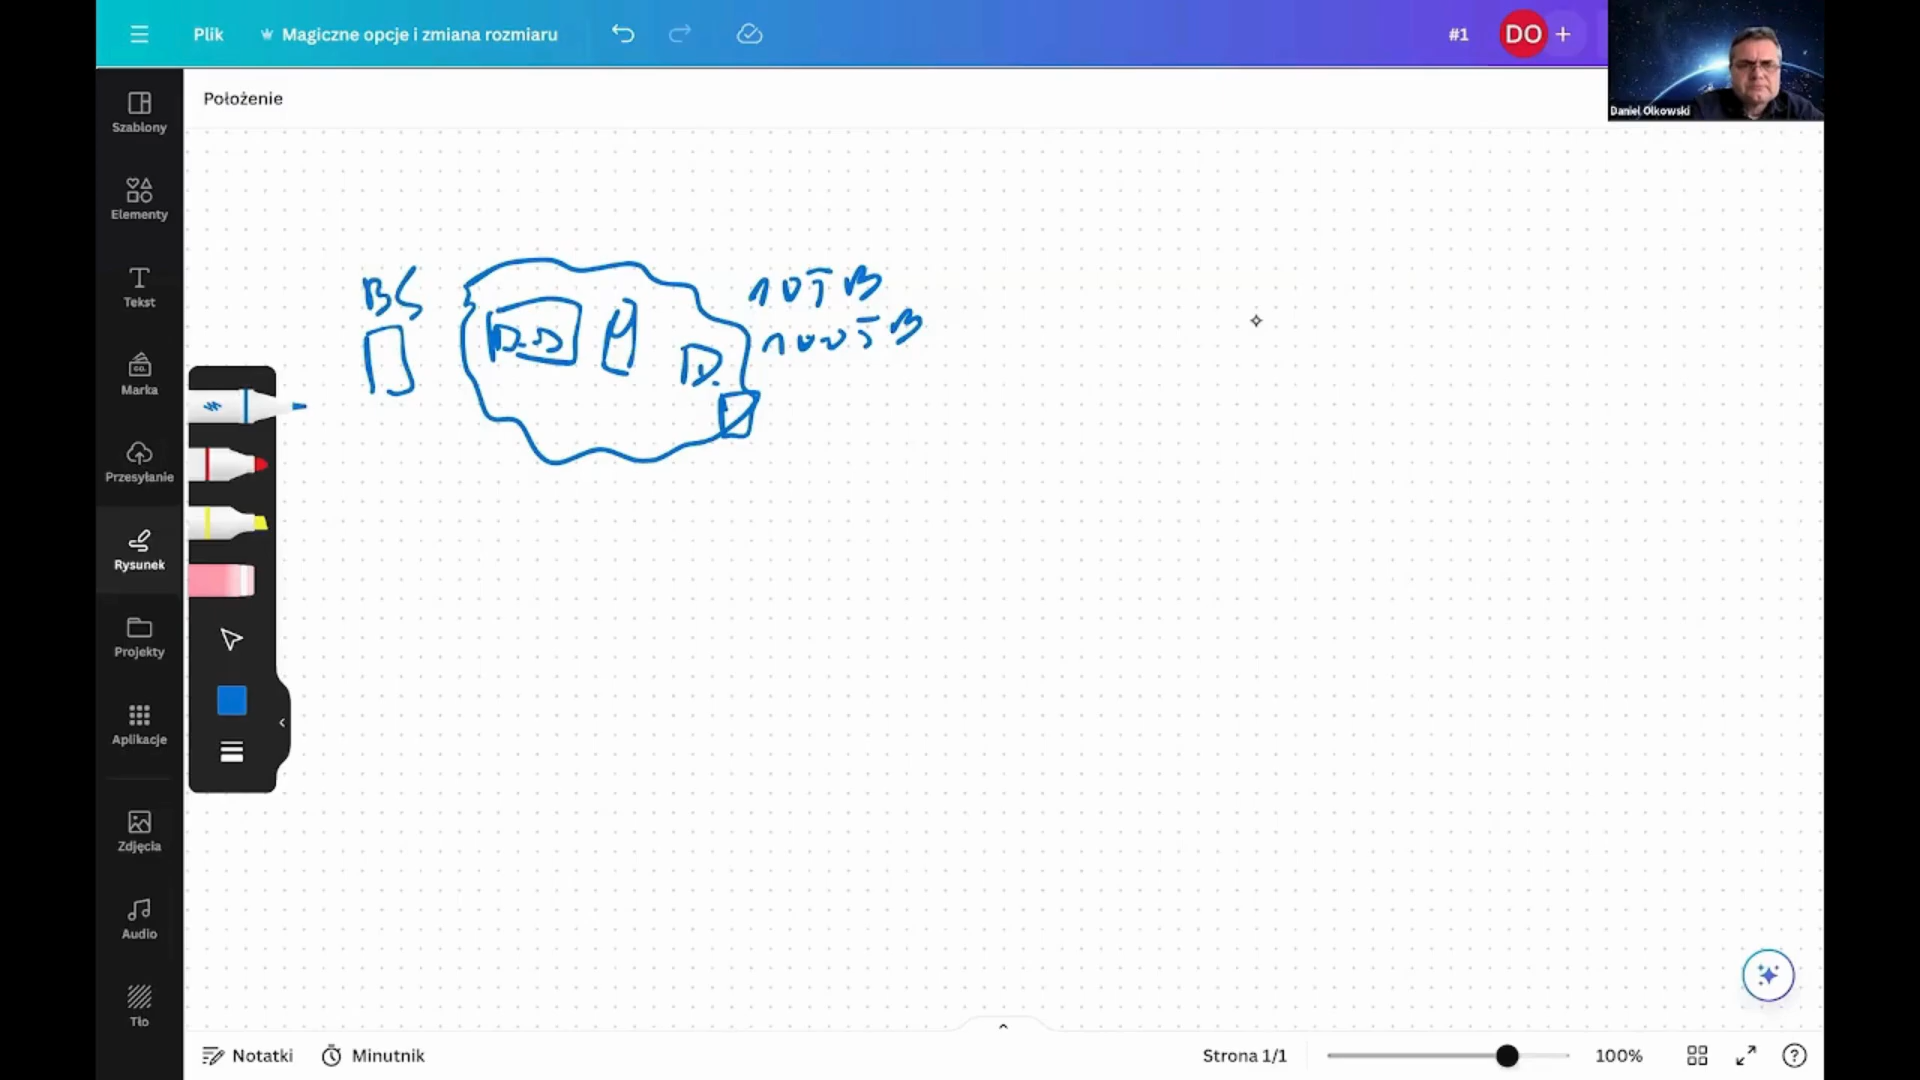 Plik
Magiczne opcje i zmiana rozmiaru
#1
DO
Daniel Olkowski
Położenie
Szablony
Elementy
Tekst
Marka
Przesyłanie
Rysunek
Projekty
Aplikacje
Zdjęcia
Audio
Tło
CO.
BS
10TB
100TB
Notatki
Minutnik
Strona 1/1
100%